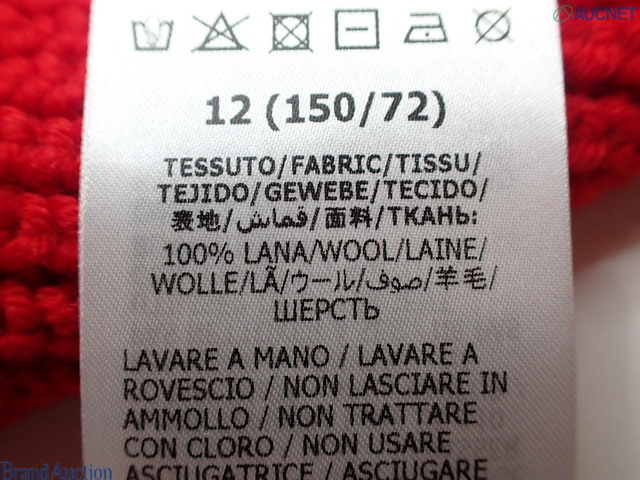 AUCNET
12 (150/72)
TESSUTO/FABRIC/TISSU/
TEJIDO/GEWEBE/TECIDO/
表地/قماش/面料/ТКАНЬ:
100% LANA/WOOL/LAINE/
WOLLE/LÃ/ウール/صوف/羊毛/
ШЕРСТЬ
LAVARE A MANO / LAVARE A
ROVESCIO / NON LASCIARE IN
AMMOLLO / NON TRATTARE
CON CLORO / NON USARE
ASCIUGATRICE / ASCIUGARE
Brand Auction